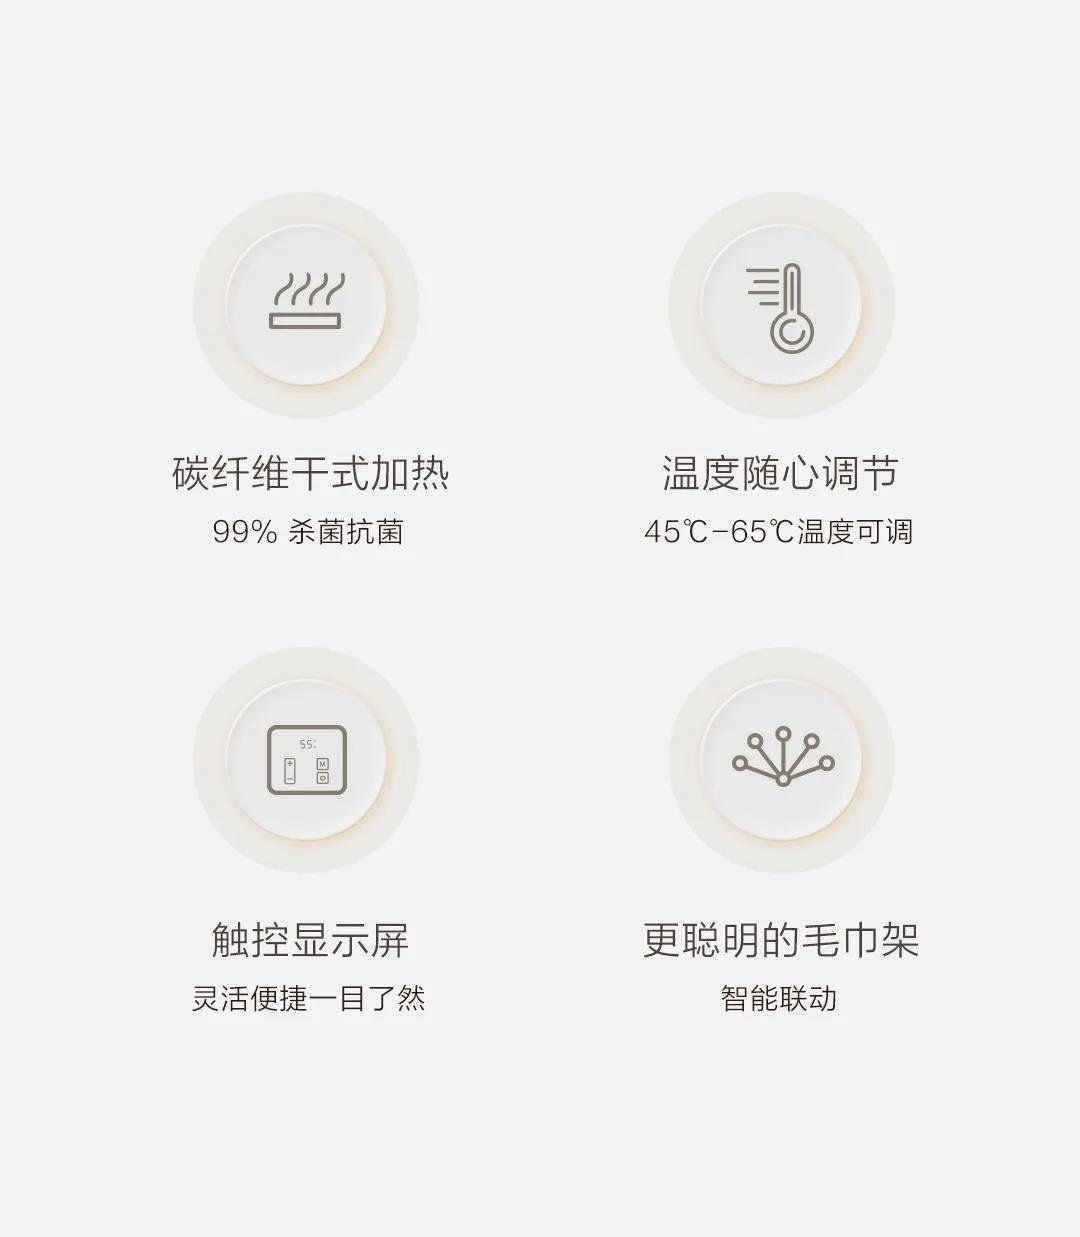 碳纤维干式加热
99% 杀菌抗菌
温度随心调节
45℃-65℃温度可调
55℃
+
M
-
触控显示屏
灵活便捷一目了然
更聪明的毛巾架
智能联动